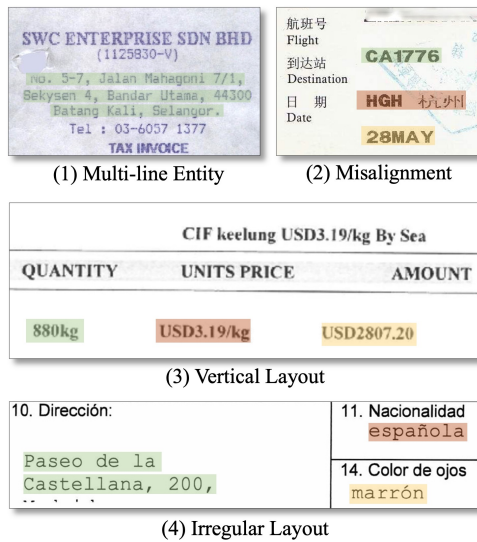 SWC ENTERPRISE SDN BHD
(1125830-V)
No. 5-7, Jalan Mahagoni 7/1,
Sekysen 4, Bandar Utama, 44300
Batang Kali, Selangor.
Tel : 03-6057 1377
TAX INVOICE
(1) Multi-line Entity
航班号
Flight
CA1776
到达站
Destination
HGH 杭州
日 期
Date
28MAY
(2) Misalignment
CIF keelung USD3.19/kg By Sea
QUANTITY UNITS PRICE AMOUNT
880kg USD3.19/kg USD2807.20
(3) Vertical Layout
10. Dirección:
Paseo de la
Castellana, 200,
11. Nacionalidad
española
14. Color de ojos
marrón
(4) Irregular Layout